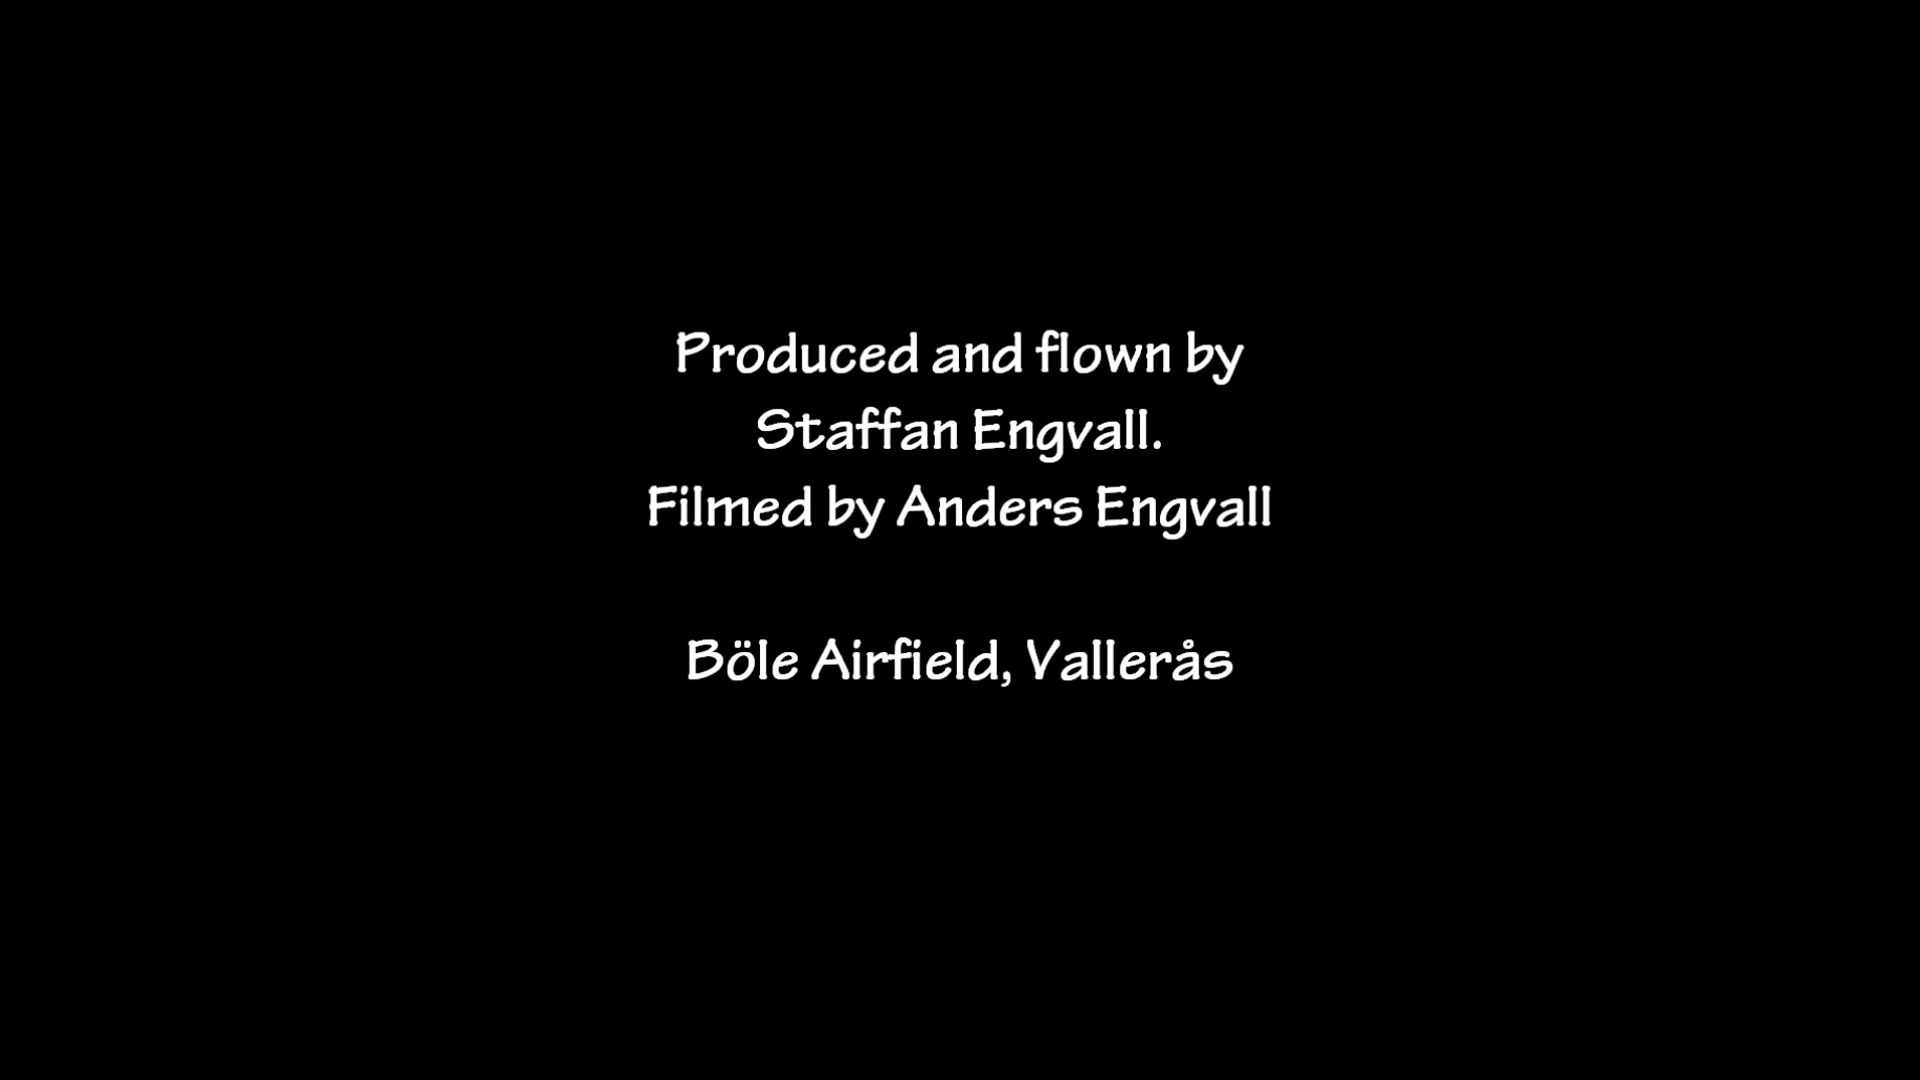 Produced and flown by
Staffan Engvall.
Filmed by Anders Engvall
Böle Airfield, Vallerås